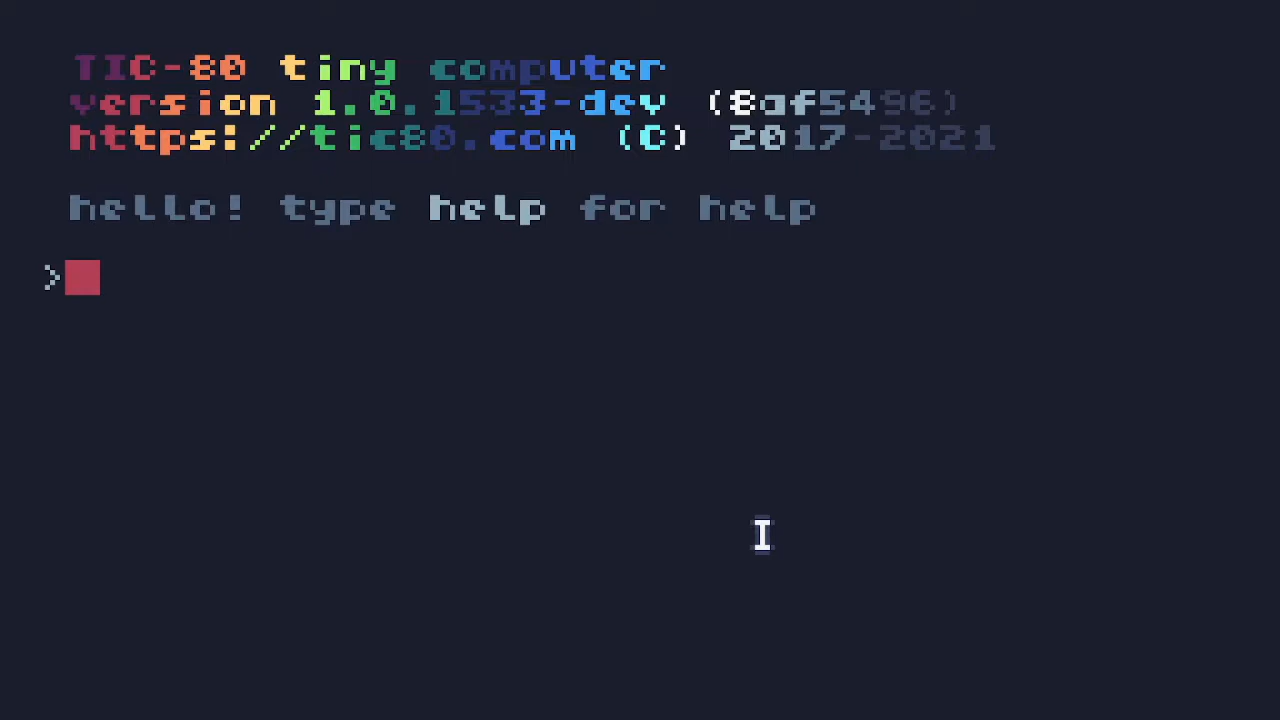 TIC-80 tiny computer
version 1.0.1533-dev (8af5496)
https://tic80.com (C) 2017-2021
hello! type help for help
>